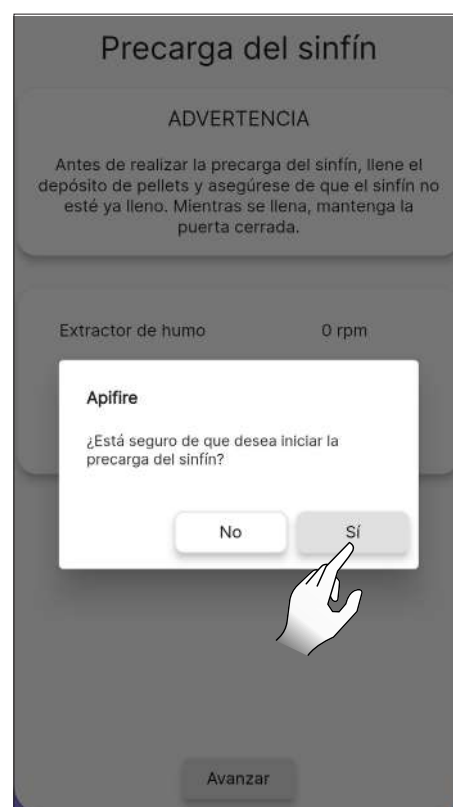 Precarga del sinfín
ADVERTENCIA
Antes de realizar la precarga del sinfín, llene el
depósito de pellets y asegúrese de que el sinfín no
esté ya lleno. Mientras se llena, mantenga la
puerta cerrada.
Extractor de humo 0 rpm
Apifire
¿Está seguro de que desea iniciar la
precarga del sinfín?
No Sí
Avanzar